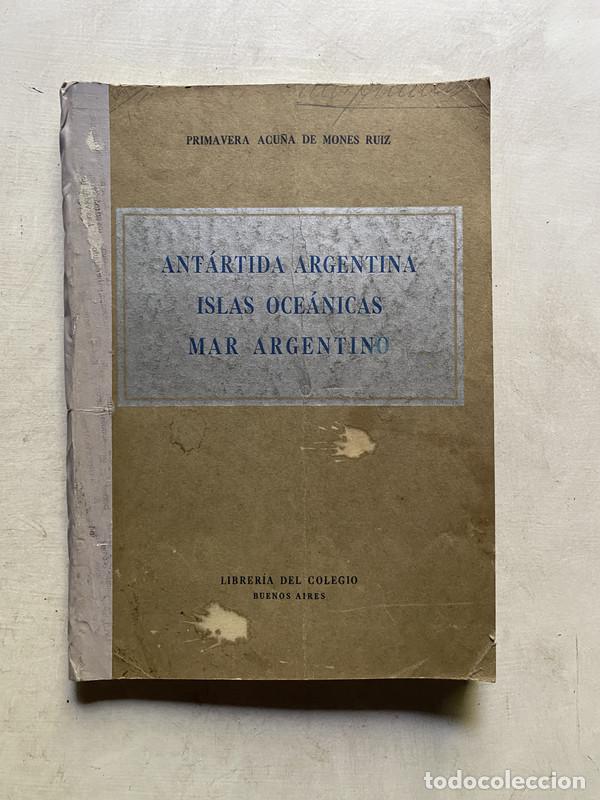 PRIMAVERA ACUÑA DE MONES RUIZ
ANTÁRTIDA ARGENTINA
ISLAS OCEÁNICAS
MAR ARGENTINO
LIBRERÍA DEL COLEGIO
BUENOS AIRES
todocoleccion